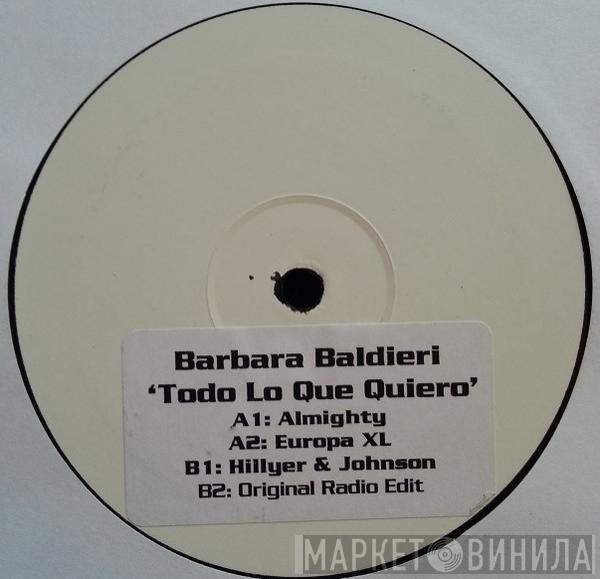 Barbara Baldieri
‘Todo Lo Que Quiero’
A1: Almighty
A2: Europa XL
B1: Hillyer & Johnson
B2: Original Radio Edit
МАРКЕТ ВИНИЛА